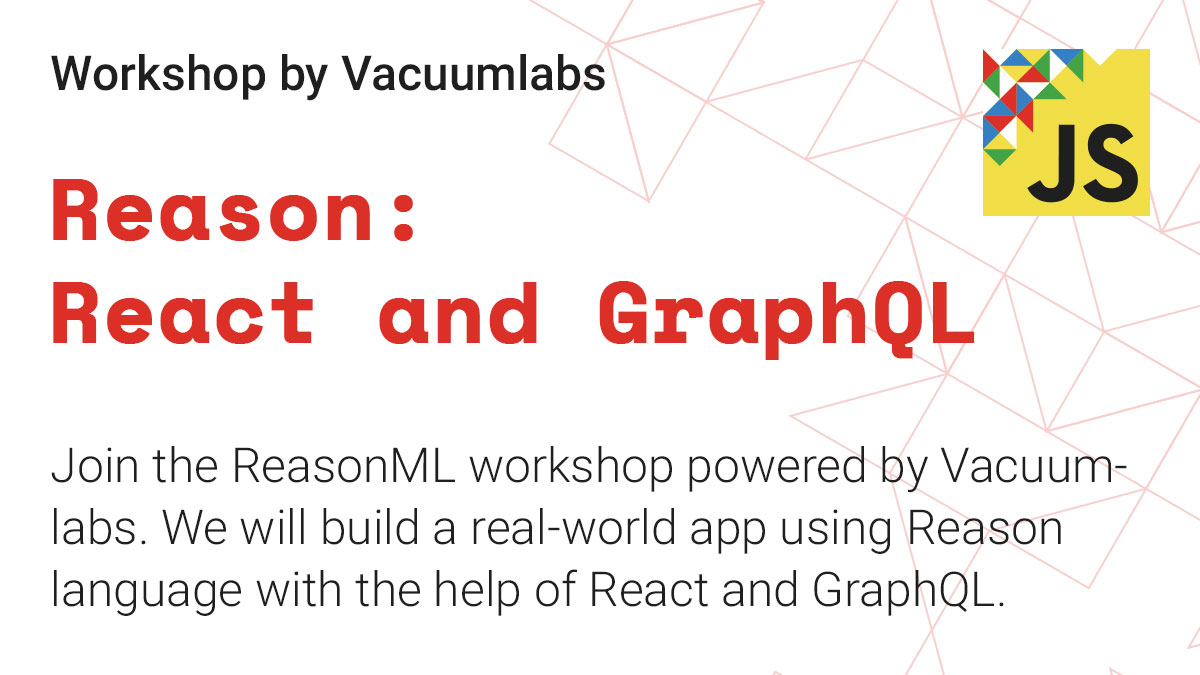 Workshop by Vacuumlabs
JS
Reason:
React and GraphQL
Join the ReasonML workshop powered by Vacuum-
labs. We will build a real-world app using Reason
language with the help of React and GraphQL.